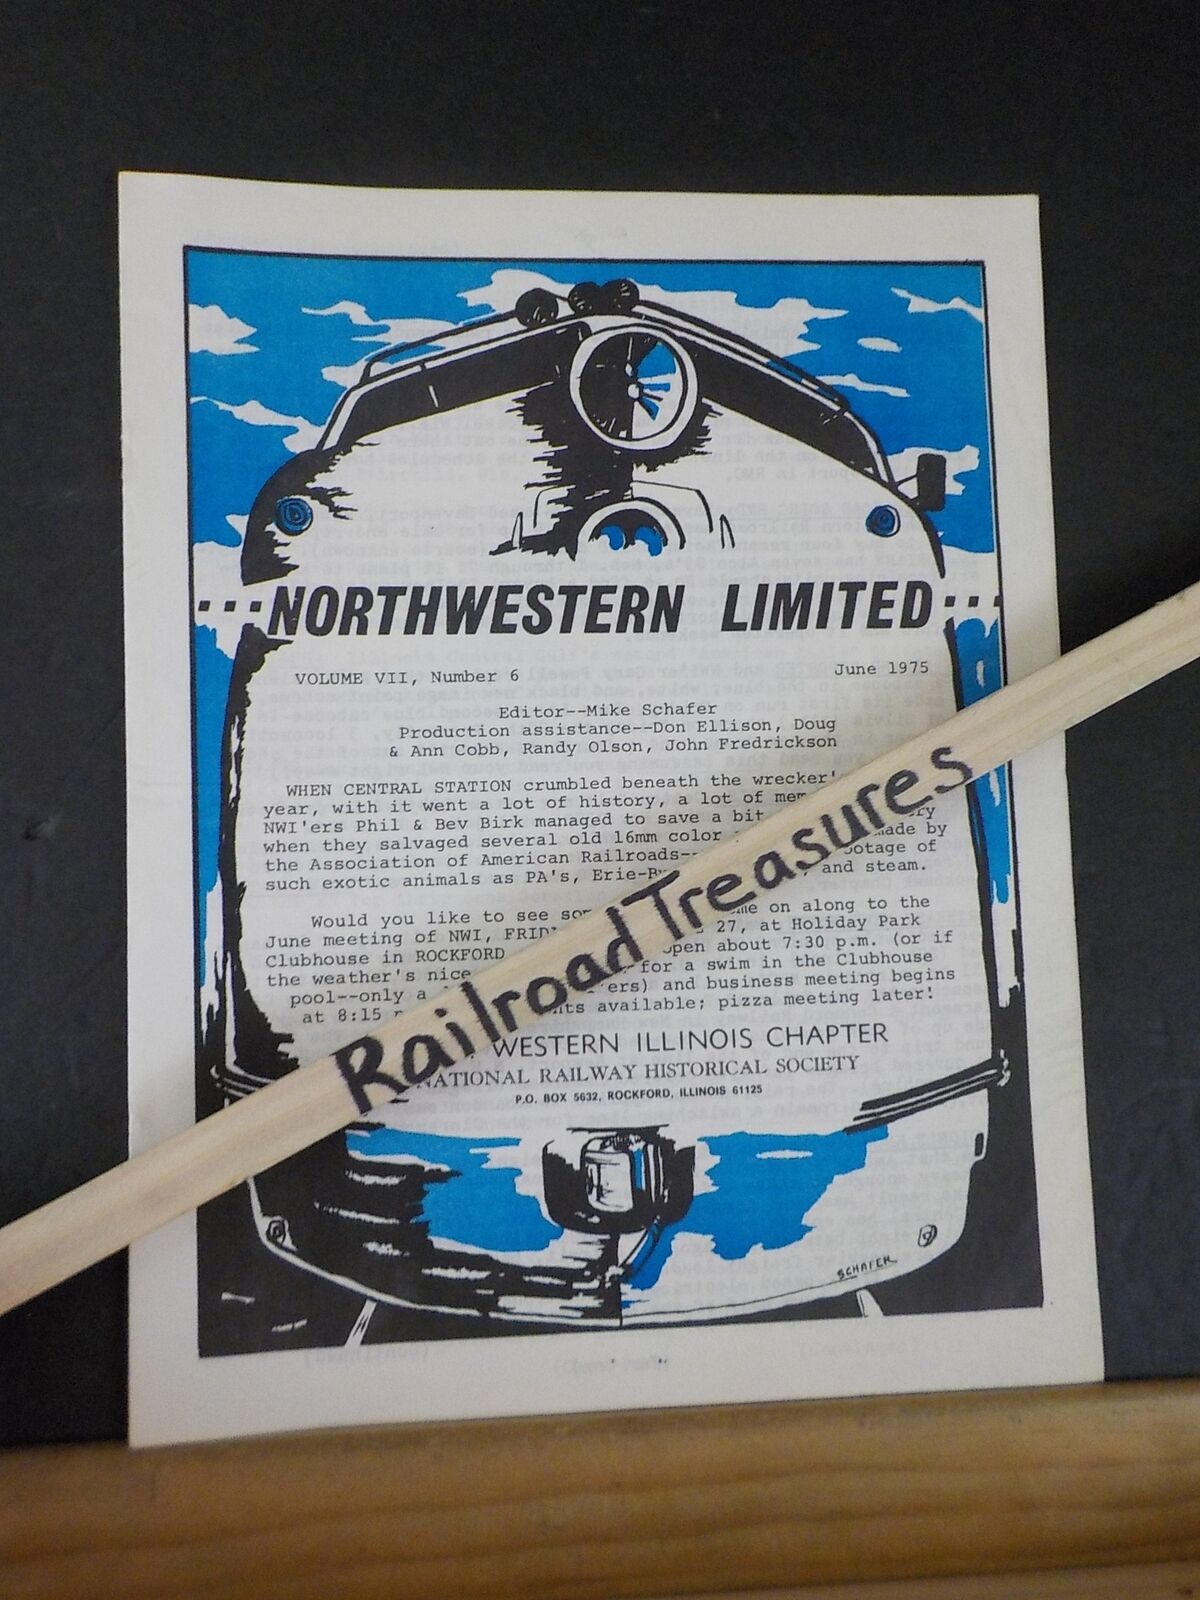 ···NORTHWESTERN LIMITED···
VOLUME VII, Number 6 June 1975
Editor--Mike Schafer
Production assistance--Don Ellison, Doug
& Ann Cobb, Randy Olson, John Fredrickson
WHEN CENTRAL STATION crumbled beneath the wrecker'
year, with it went a lot of history, a lot of
NWI'ers Phil & Bev Birk managed to save a bit
when they salvaged several old 16mm color made by
the Association of American Railroads-- of
such exotic animals as PA's, and steam.
Would you like to see on along to the
June meeting of NWI, 27, at Holiday Park
Clubhouse in ROCKFORD open about 7:30 p.m. (or if
the weather's nice for a swim in the Clubhouse
pool--only a and business meeting begins
at 8:15 available; pizza meeting later!
WESTERN ILLINOIS CHAPTER
NATIONAL RAILWAY HISTORICAL SOCIETY
P.O. BOX 5632, ROCKFORD, ILLINOIS 61125
Railroad Treasures
SCHAFER